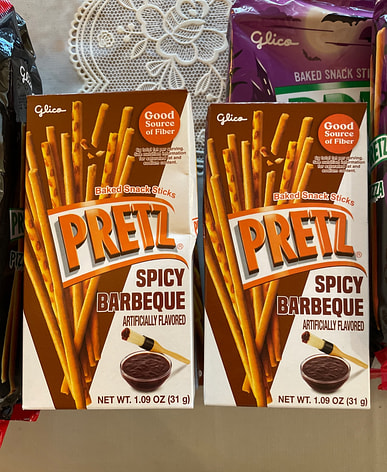 Glico
Good
Source
of Fiber
Baked Snack Sticks
PRETZ®
SPICY
BARBEQUE
ARTIFICIALLY FLAVORED
NET WT. 1.09 OZ (31 g)
Glico
Good
Source
of Fiber
Baked Snack Sticks
PRETZ®
SPICY
BARBEQUE
ARTIFICIALLY FLAVORED
NET WT. 1.09 OZ (31 g)
Glico
BAKED SNACK STI